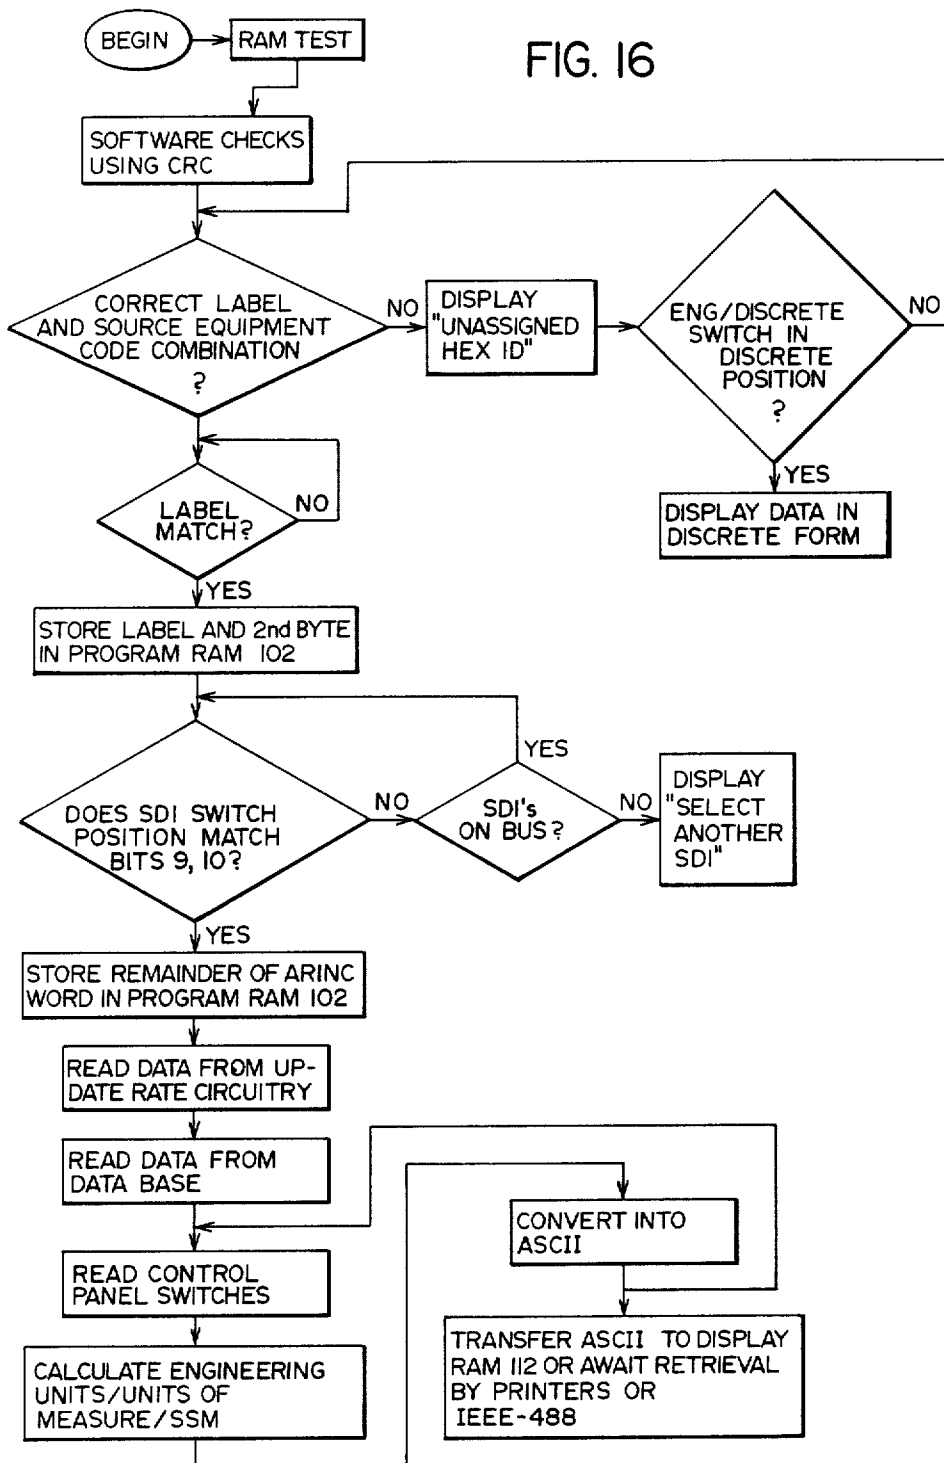 BEGIN
RAM TEST
FIG. 16
SOFTWARE CHECKS
USING CRC
CORRECT LABEL
AND SOURCE EQUIPMENT
CODE COMBINATION
?
NO
DISPLAY
"UNASSIGNED
HEX ID"
ENG/DISCRETE
SWITCH IN
DISCRETE
POSITION
?
NO
YES
DISPLAY DATA IN
DISCRETE FORM
LABEL
MATCH?
NO
YES
STORE LABEL AND 2nd BYTE
IN PROGRAM RAM 102
DOES SDI SWITCH
POSITION MATCH
BITS 9, 10?
NO
SDI's
ON BUS?
YES
NO
DISPLAY
"SELECT
ANOTHER
SDI"
YES
STORE REMAINDER OF ARINC
WORD IN PROGRAM RAM 102
READ DATA FROM UP-
DATE RATE CIRCUITRY
READ DATA FROM
DATA BASE
READ CONTROL
PANEL SWITCHES
CALCULATE ENGINEERING
UNITS/UNITS OF
MEASURE/SSM
CONVERT INTO
ASCII
TRANSFER ASCII TO DISPLAY
RAM 112 OR AWAIT RETRIEVAL
BY PRINTERS OR
IEEE-488